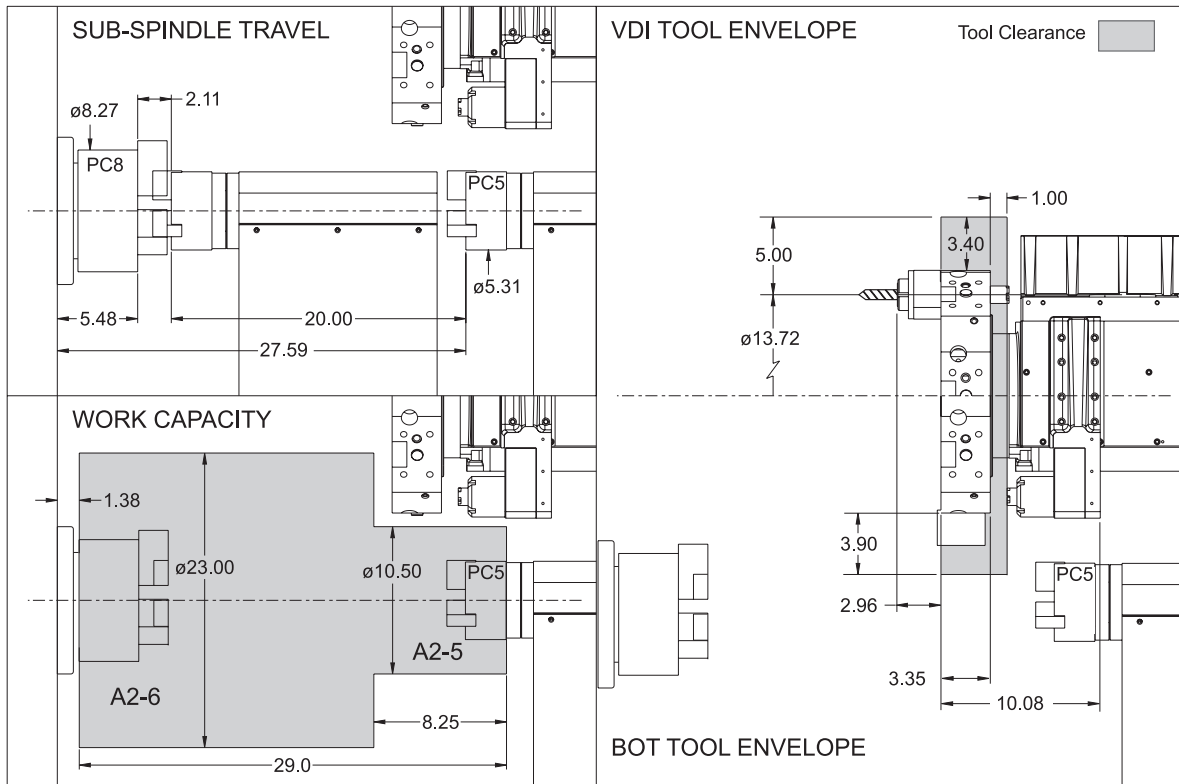 SUB-SPINDLE TRAVEL
2.11
ø8.27
PC8
PC5
ø5.31
5.48
20.00
27.59
WORK CAPACITY
1.38
ø23.00
ø10.50
PC5
A2-5
A2-6
8.25
29.0
VDI TOOL ENVELOPE
Tool Clearance
1.00
5.00
3.40
ø13.72
3.90
PC5
2.96
3.35
10.08
BOT TOOL ENVELOPE